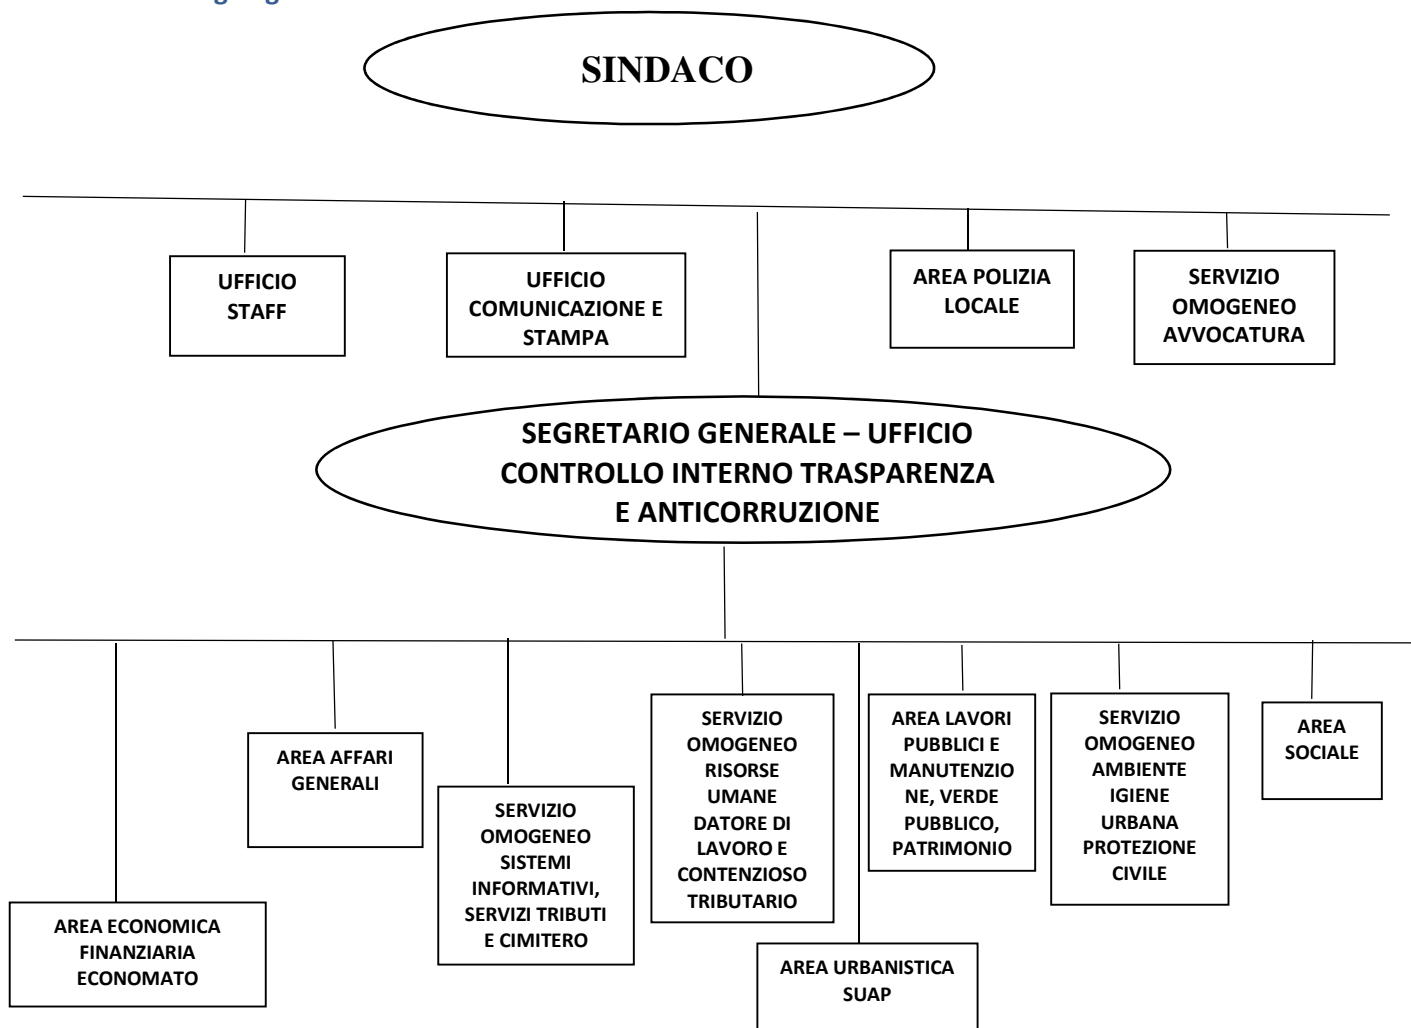 SINDACO
UFFICIO
STAFF
UFFICIO
COMUNICAZIONE E
STAMPA
AREA POLIZIA
LOCALE
SERVIZIO
OMOGENEO
AVVOCATURA
SEGRETARIO GENERALE – UFFICIO
CONTROLLO INTERNO TRASPARENZA
E ANTICORRUZIONE
AREA ECONOMICA
FINANZIARIA
ECONOMATO
AREA AFFARI
GENERALI
SERVIZIO
OMOGENEO
SISTEMI
INFORMATIVI,
SERVIZI TRIBUTI
E CIMITERO
SERVIZIO
OMOGENEO
RISORSE
UMANE
DATORE DI
LAVORO E
CONTENZIOSO
TRIBUTARIO
AREA URBANISTICA
SUAP
AREA LAVORI
PUBBLICI E
MANUTENZIO
NE, VERDE
PUBBLICO,
PATRIMONIO
SERVIZIO
OMOGENEO
AMBIENTE
IGIENE
URBANA
PROTEZIONE
CIVILE
AREA
SOCIALE